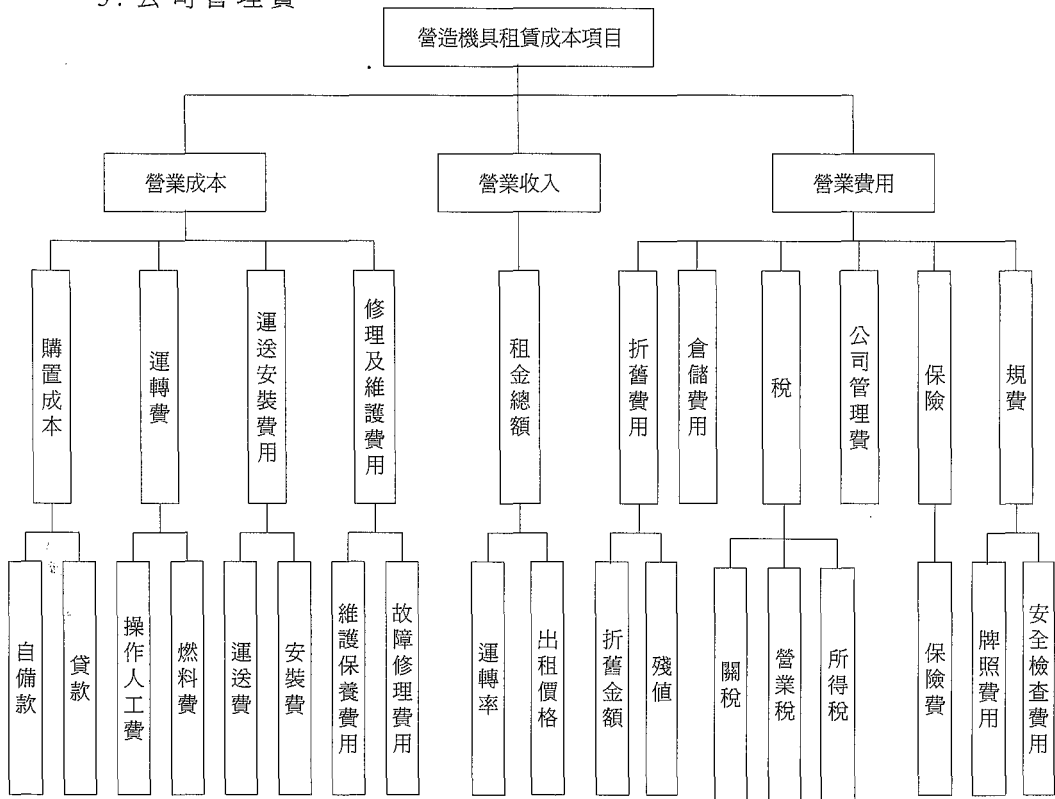 5.公司管理費
營造機具租賃成本項目
營業成本
營業收入
營業費用
購置成本
運轉費
運送安裝費用
修理及維護費用
租金總額
折舊費用
倉儲費用
稅
公司管理費
保險
規費
自備款
貸款
操作人工費
燃料費
運送費
安裝費
維護保養費用
故障修理費用
運轉率
出租價格
折舊金額
殘值
關稅
營業稅
所得稅
保險費
牌照費用
安全檢查費用